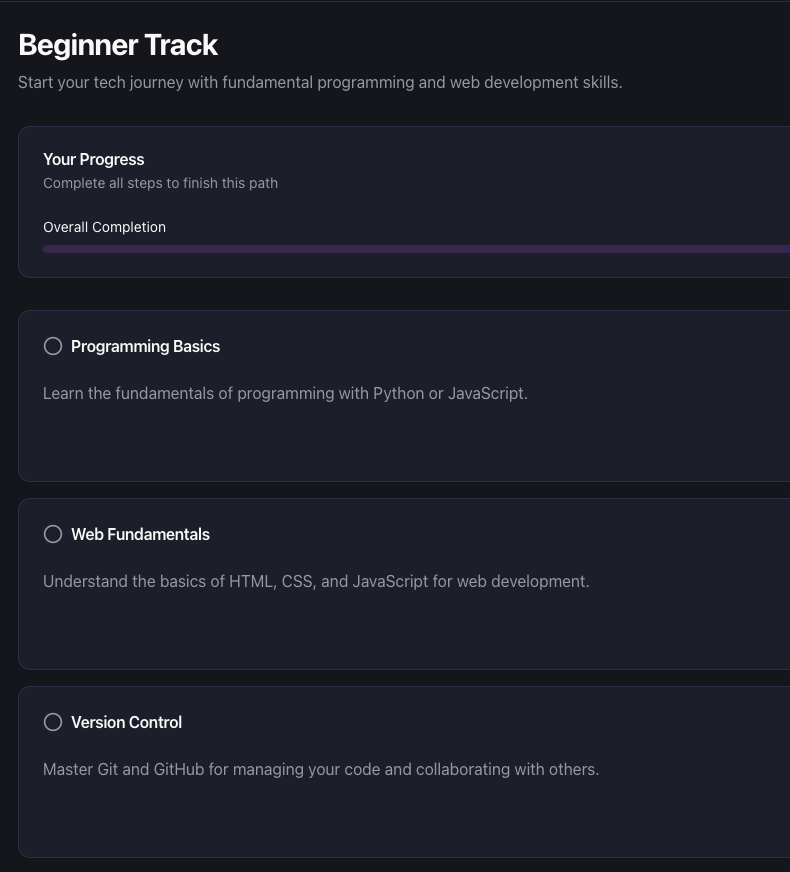 Beginner Track
Start your tech journey with fundamental programming and web development skills.
Your Progress
Complete all steps to finish this path
Overall Completion
Programming Basics
Learn the fundamentals of programming with Python or JavaScript.
Web Fundamentals
Understand the basics of HTML, CSS, and JavaScript for web development.
Version Control
Master Git and GitHub for managing your code and collaborating with others.